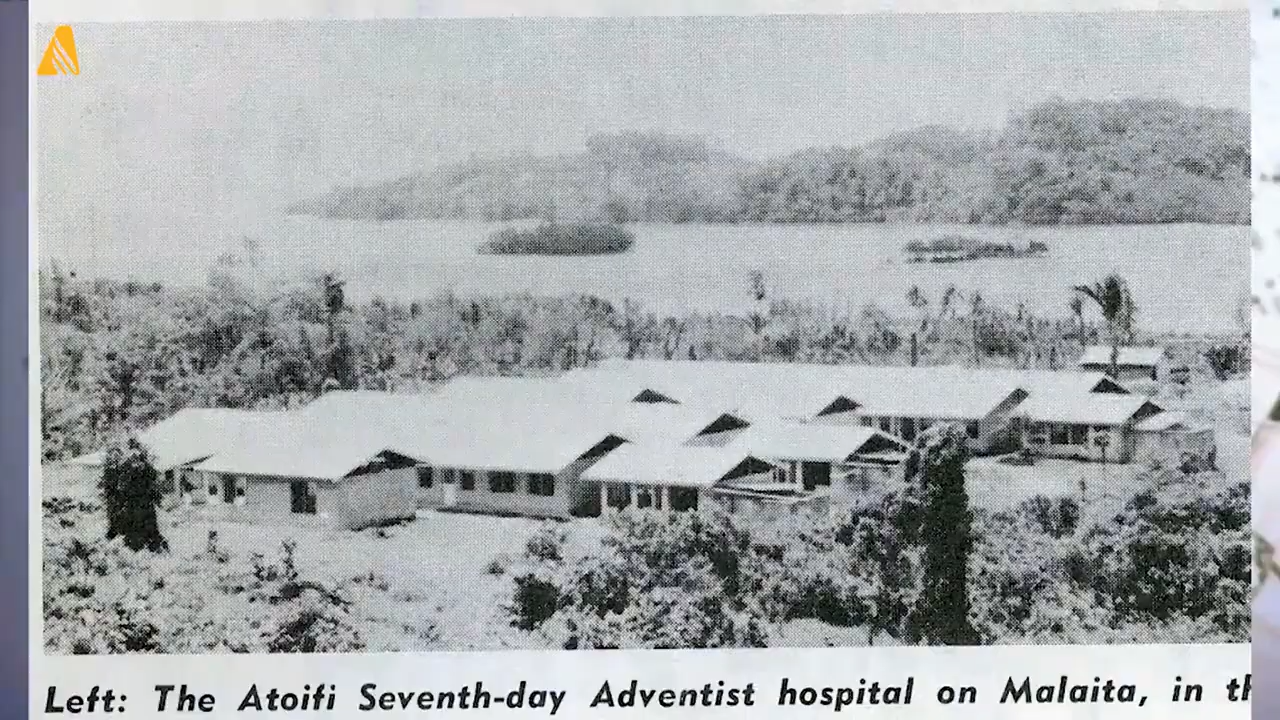 Left: The Atoifi Seventh-day Adventist hospital on Malaita, in